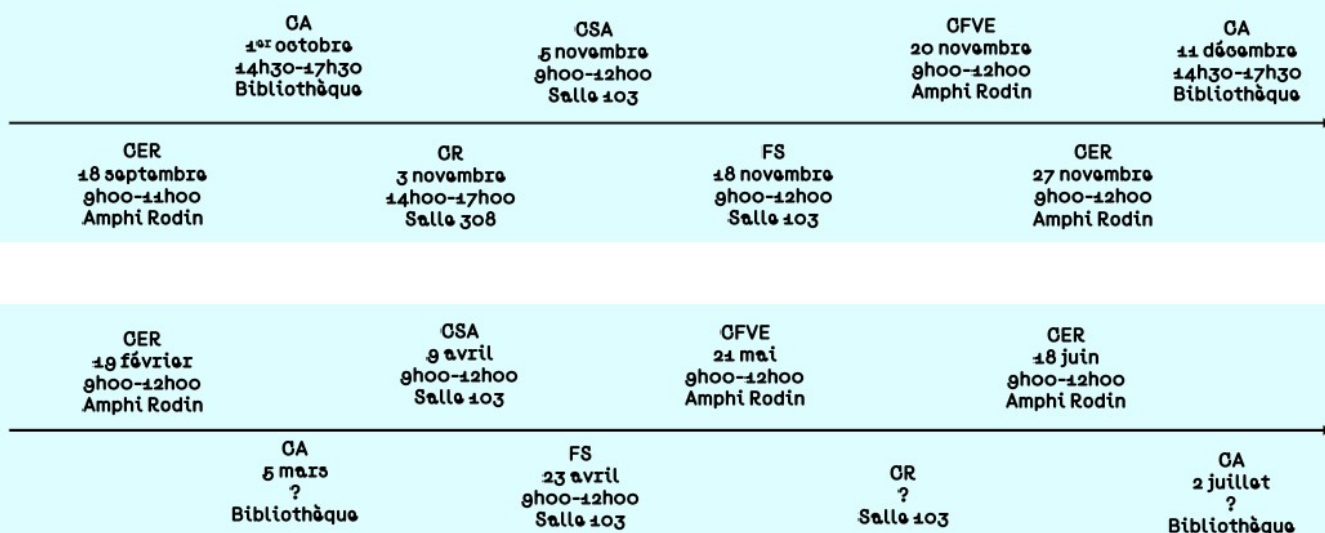 CA
1er octobre
14h30-17h30
Bibliothèque
CSA
5 novembre
9h00-12h00
Salle 103
CFVE
20 novembre
9h00-12h00
Amphi Rodin
CA
11 décembre
14h30-17h30
Bibliothèque
CER
18 septembre
9h00-11h00
Amphi Rodin
CR
3 novembre
14h00-17h00
Salle 308
FS
18 novembre
9h00-12h00
Salle 103
CER
27 novembre
9h00-12h00
Amphi Rodin
CER
19 février
9h00-12h00
Amphi Rodin
CSA
9 avril
9h00-12h00
Salle 103
CFVE
21 mai
9h00-12h00
Amphi Rodin
CER
18 juin
9h00-12h00
Amphi Rodin
CA
5 mars
?
Bibliothèque
FS
23 avril
9h00-12h00
Salle 103
CR
?
Salle 103
CA
2 juillet
?
Bibliothèque